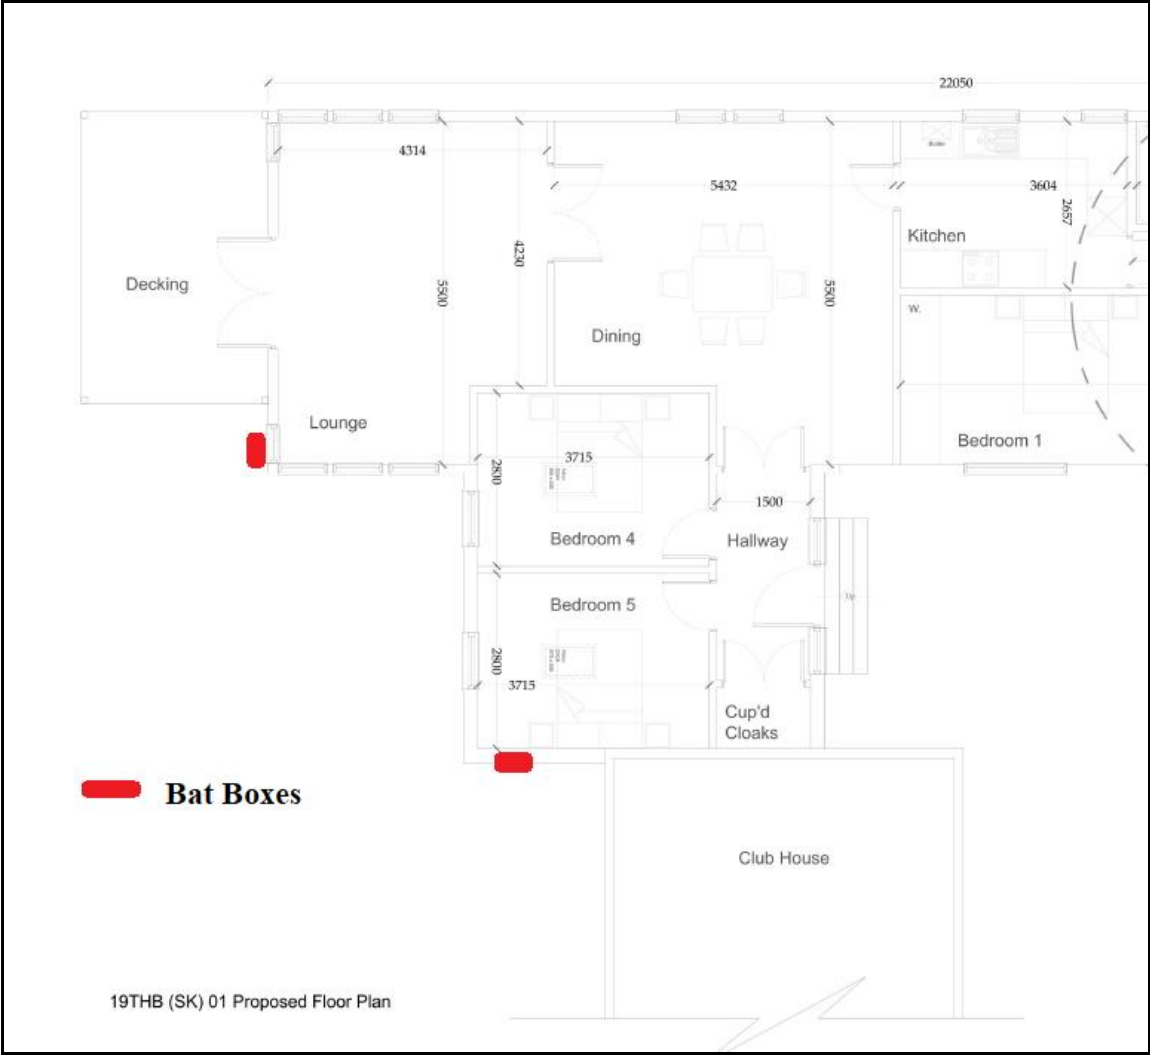 22050
4314
5432
3604
2657
Kitchen
4230
Decking
5500
5500
W.
Dining
Lounge
Bedroom 1
3715
2800
1500
Bedroom 4
Hallway
Bedroom 5
Up
2800
3715
Cup'd
Cloaks
Bat Boxes
Club House
19THB (SK) 01 Proposed Floor Plan